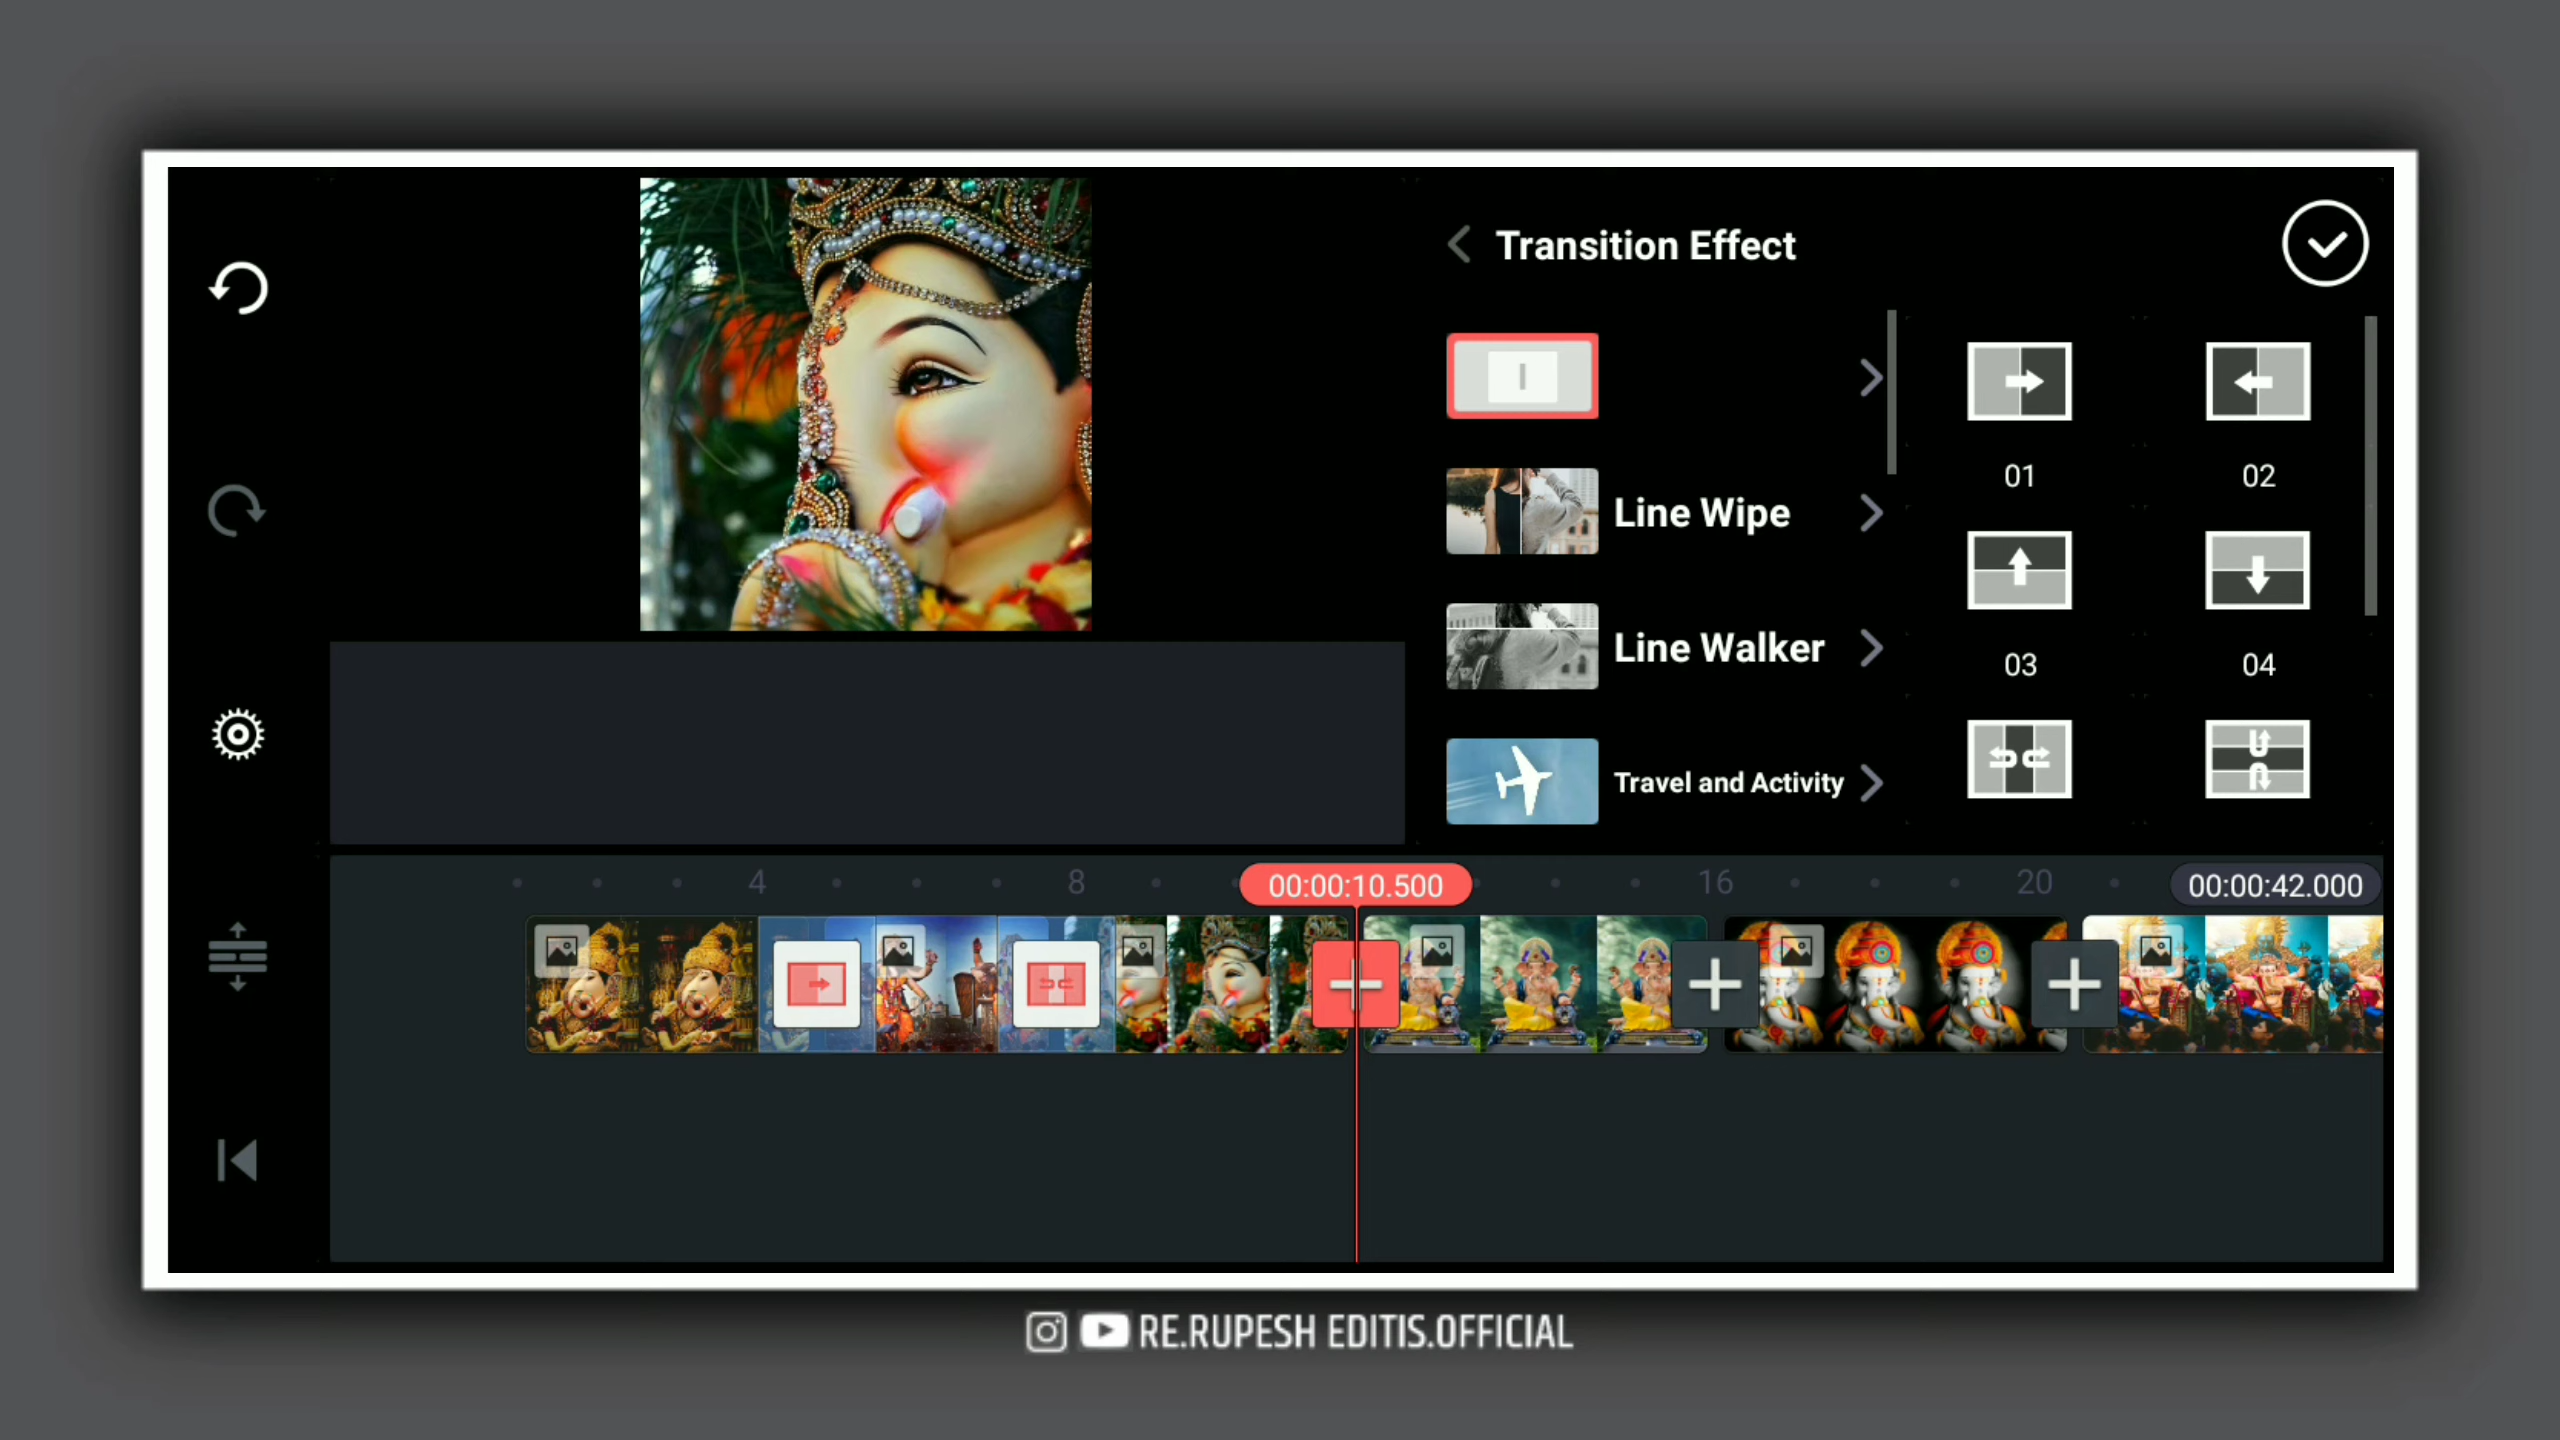 Transition Effect
Line Wipe
Line Walker
Travel and Activity
01
02
03
04
4
8
00:00:10.500
16
20
00:00:42.000
RE.RUPESH EDITIS.OFFICIAL